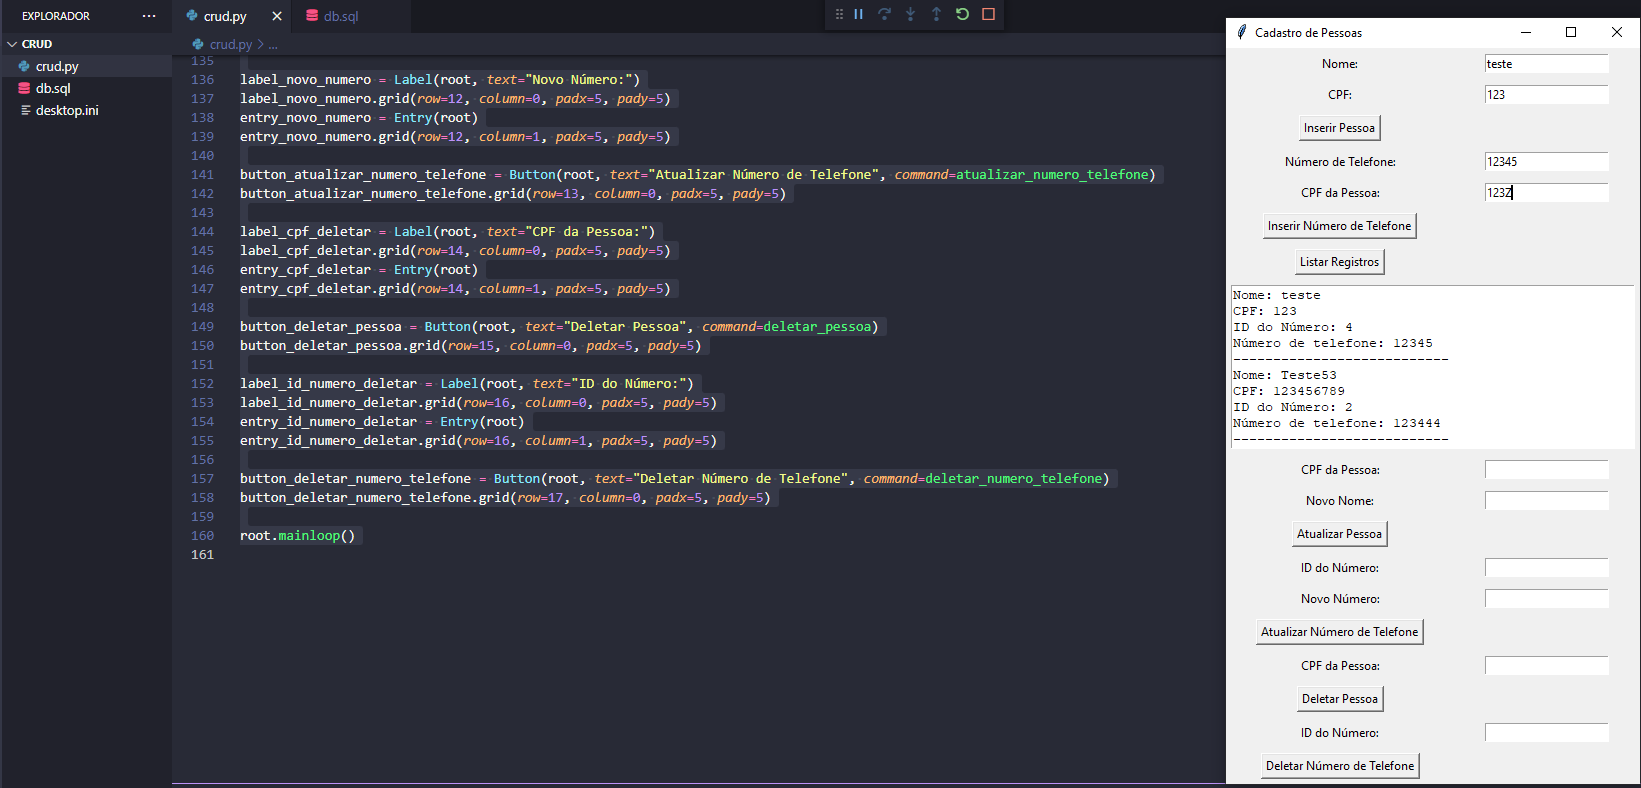 EXPLORADOR ···
crud.py
db.sql
CRUD
crud.py
db.sql
desktop.ini
crud.py > ...
135
136 label_novo_numero = Label(root, text="Novo Número:")
137 label_novo_numero.grid(row=12, column=0, padx=5, pady=5)
138 entry_novo_numero = Entry(root)
139 entry_novo_numero.grid(row=12, column=1, padx=5, pady=5)
140
141 button_atualizar_numero_telefone = Button(root, text="Atualizar Número de Telefone", command=atualizar_numero_telefone)
142 button_atualizar_numero_telefone.grid(row=13, column=0, padx=5, pady=5)
143
144 label_cpf_deletar = Label(root, text="CPF da Pessoa:")
145 label_cpf_deletar.grid(row=14, column=0, padx=5, pady=5)
146 entry_cpf_deletar = Entry(root)
147 entry_cpf_deletar.grid(row=14, column=1, padx=5, pady=5)
148
149 button_deletar_pessoa = Button(root, text="Deletar Pessoa", command=deletar_pessoa)
150 button_deletar_pessoa.grid(row=15, column=0, padx=5, pady=5)
151
152 label_id_numero_deletar = Label(root, text="ID do Número:")
153 label_id_numero_deletar.grid(row=16, column=0, padx=5, pady=5)
154 entry_id_numero_deletar = Entry(root)
155 entry_id_numero_deletar.grid(row=16, column=1, padx=5, pady=5)
156
157 button_deletar_numero_telefone = Button(root, text="Deletar Número de Telefone", command=deletar_numero_telefone)
158 button_deletar_numero_telefone.grid(row=17, column=0, padx=5, pady=5)
159
160 root.mainloop()
161
Cadastro de Pessoas
Nome: teste
CPF: 123
Inserir Pessoa
Número de Telefone: 12345
CPF da Pessoa: 123Z
Inserir Número de Telefone
Listar Registros
Nome: teste
CPF: 123
ID do Número: 4
Número de telefone: 12345
---------------------------
Nome: Teste53
CPF: 123456789
ID do Número: 2
Número de telefone: 123444
---------------------------
CPF da Pessoa:
Novo Nome:
Atualizar Pessoa
ID do Número:
Novo Número:
Atualizar Número de Telefone
CPF da Pessoa:
Deletar Pessoa
ID do Número:
Deletar Número de Telefone